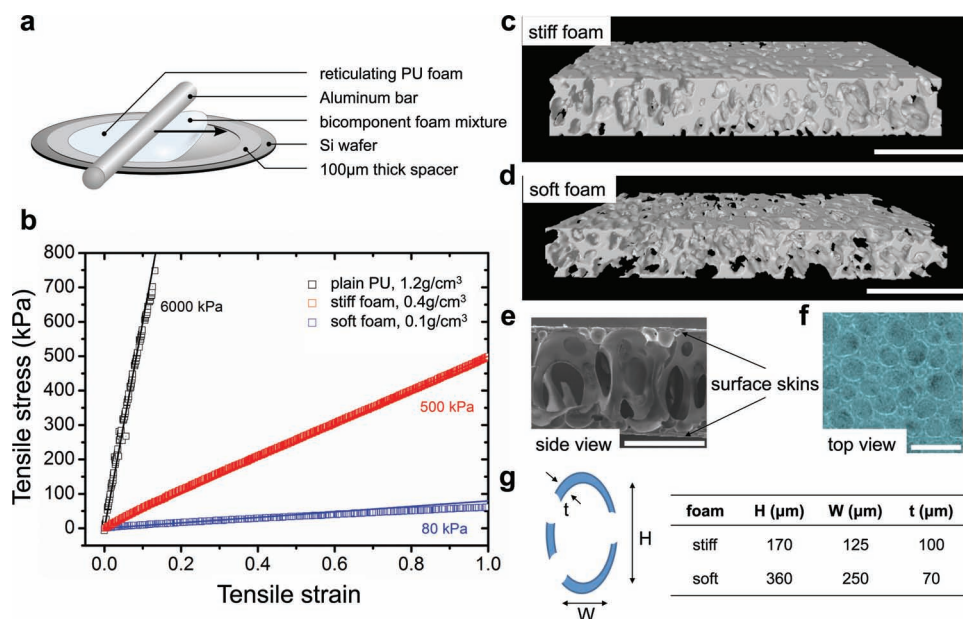 a
reticulating PU foam
Aluminum bar
bicomponent foam mixture
Si wafer
100μm thick spacer
b
800
700
600
500
400
300
200
100
0
Tensile stress (kPa)
6000 kPa
plain PU, 1.2g/cm³
stiff foam, 0.4g/cm³
soft foam, 0.1g/cm³
500 kPa
80 kPa
0.0 0.2 0.4 0.6 0.8 1.0
Tensile strain
c
stiff foam
d
soft foam
e
side view
surface skins
f
top view
g
t
H
W
foam H (μm) W (μm) t (μm)
stiff 170 125 100
soft 360 250 70